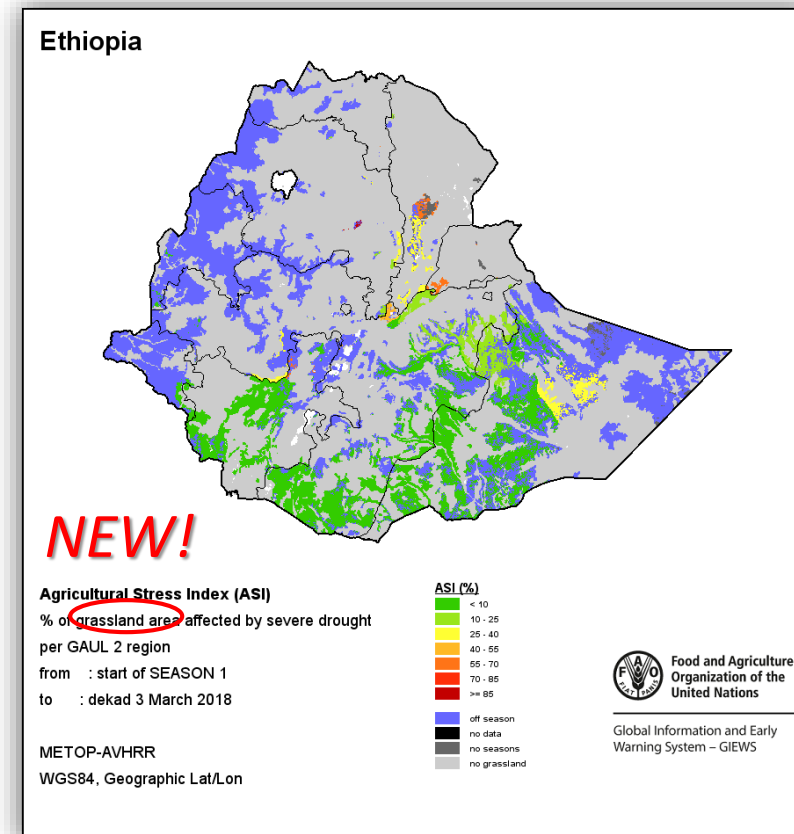 Ethiopia
NEW!
Agricultural Stress Index (ASI)
% of grassland area affected by severe drought
per GAUL 2 region
from : start of SEASON 1
to : dekad 3 March 2018
METOP-AVHRR
WGS84, Geographic Lat/Lon
ASI (%)
< 10
10 - 25
25 - 40
40 - 55
55 - 70
70 - 85
>= 85
off season
no data
no seasons
no grassland
F A O
FIAT PANIS
Food and Agriculture
Organization of the
United Nations
Global Information and Early
Warning System – GIEWS